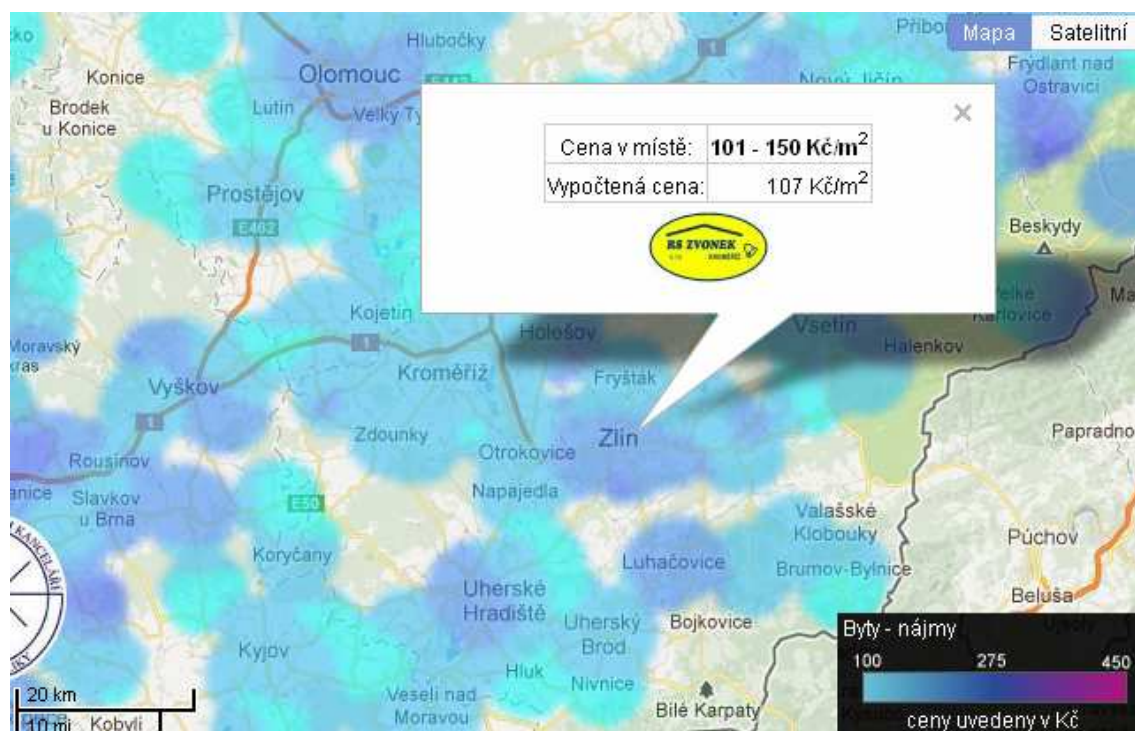 Hlubočky
Příbo
Mapa
Satelitní
Konice
Olomouc
Nový Jičín
Frýdlant nad
Ostravicí
Brodek
u Konice
Lutín
Velký Tý
×
Cena v místě: 101 - 150 Kč/m²
Vypočtená cena: 107 Kč/m²
Prostějov
E462
RS ZVONEK
s.r.o. KROMĚŘÍŽ
Beskydy
Kojetín
1
Holešov
Vsetín
Velké
Karlovice
Ma
Moravský
kras
Halenkov
Vyškov
Kroměříž
Fryšták
1
Zdounky
Zlín
Otrokovice
Papradno
Rousínov
Slavkov
u Brna
E50
Napajedla
Valašské
Klobouky
Púchov
Koryčany
Luhačovice
Brumov-Bylnice
Uherské
Hradiště
Beluša
Uherský
Brod
Bojkovice
Kyjov
Hluk
Nivnice
Veselí nad
Moravou
Bílé Karpaty
Byty - nájmy
100 275 450
ceny uvedeny v Kč
20 km
10 mi
Kobylí